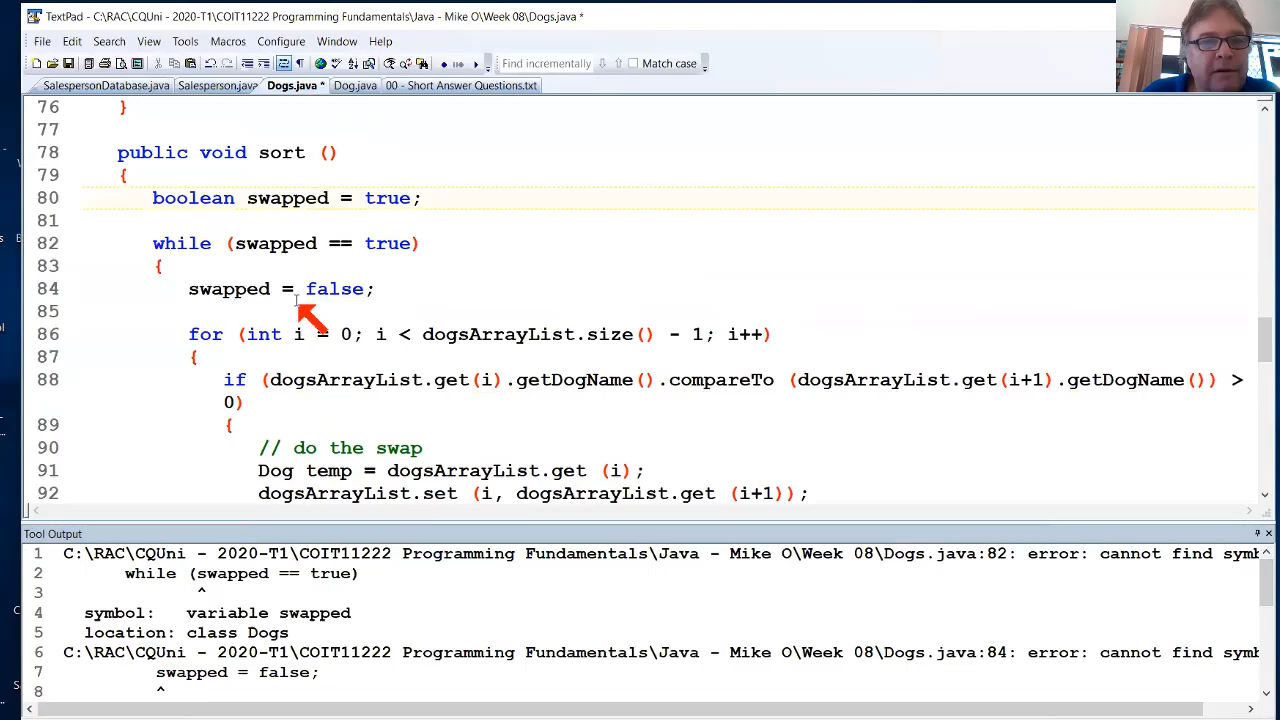 TextPad - C:\RAC\CQUni - 2020-T1\COIT11222 Programming Fundamentals\Java - Mike O\Week 08\Dogs.java *
File Edit Search View Tools Macros Configure Window Help
Find incrementally Match case
SalespersonDatabase.java Salesperson.java Dogs.java * Dog.java 00 - Short Answer Questions.txt
76 }
77
78 public void sort ()
79 {
80 boolean swapped = true;
81
82 while (swapped == true)
83 {
84 swapped = false;
85
86 for (int i = 0; i < dogsArrayList.size() - 1; i++)
87 {
88 if (dogsArrayList.get(i).getDogName().compareTo (dogsArrayList.get(i+1).getDogName()) >
0)
89 {
90 // do the swap
91 Dog temp = dogsArrayList.get (i);
92 dogsArrayList.set (i, dogsArrayList.get (i+1));
Tool Output
1 C:\RAC\CQUni - 2020-T1\COIT11222 Programming Fundamentals\Java - Mike O\Week 08\Dogs.java:82: error: cannot find symb
2 while (swapped == true)
3 ^
4 symbol: variable swapped
5 location: class Dogs
6 C:\RAC\CQUni - 2020-T1\COIT11222 Programming Fundamentals\Java - Mike O\Week 08\Dogs.java:84: error: cannot find symb
7 swapped = false;
8 ^